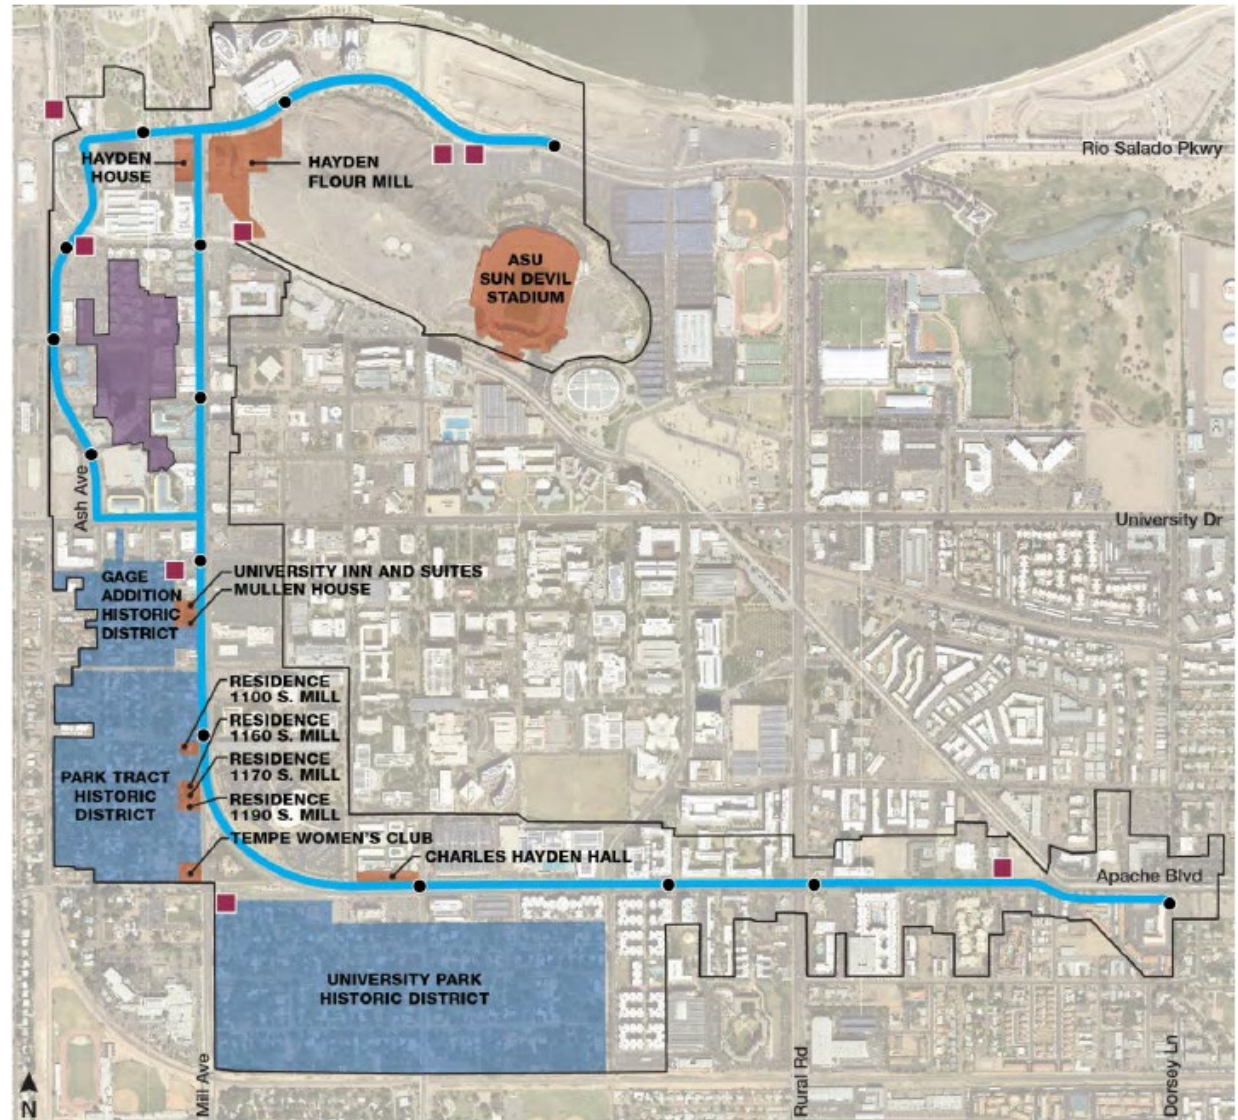 Rio Salado Pkwy
HAYDEN
HOUSE
HAYDEN
FLOUR MILL
ASU
SUN DEVIL
STADIUM
Ash Ave
University Dr
GAGE
ADDITION
HISTORIC
DISTRICT
UNIVERSITY INN AND SUITES
MULLEN HOUSE
RESIDENCE
1100 S. MILL
RESIDENCE
1160 S. MILL
RESIDENCE
1170 S. MILL
RESIDENCE
1190 S. MILL
PARK TRACT
HISTORIC
DISTRICT
TEMPE WOMEN'S CLUB
CHARLES HAYDEN HALL
Apache Blvd
UNIVERSITY PARK
HISTORIC DISTRICT
N
Mill Ave
Rural Rd
Dorsey Ln